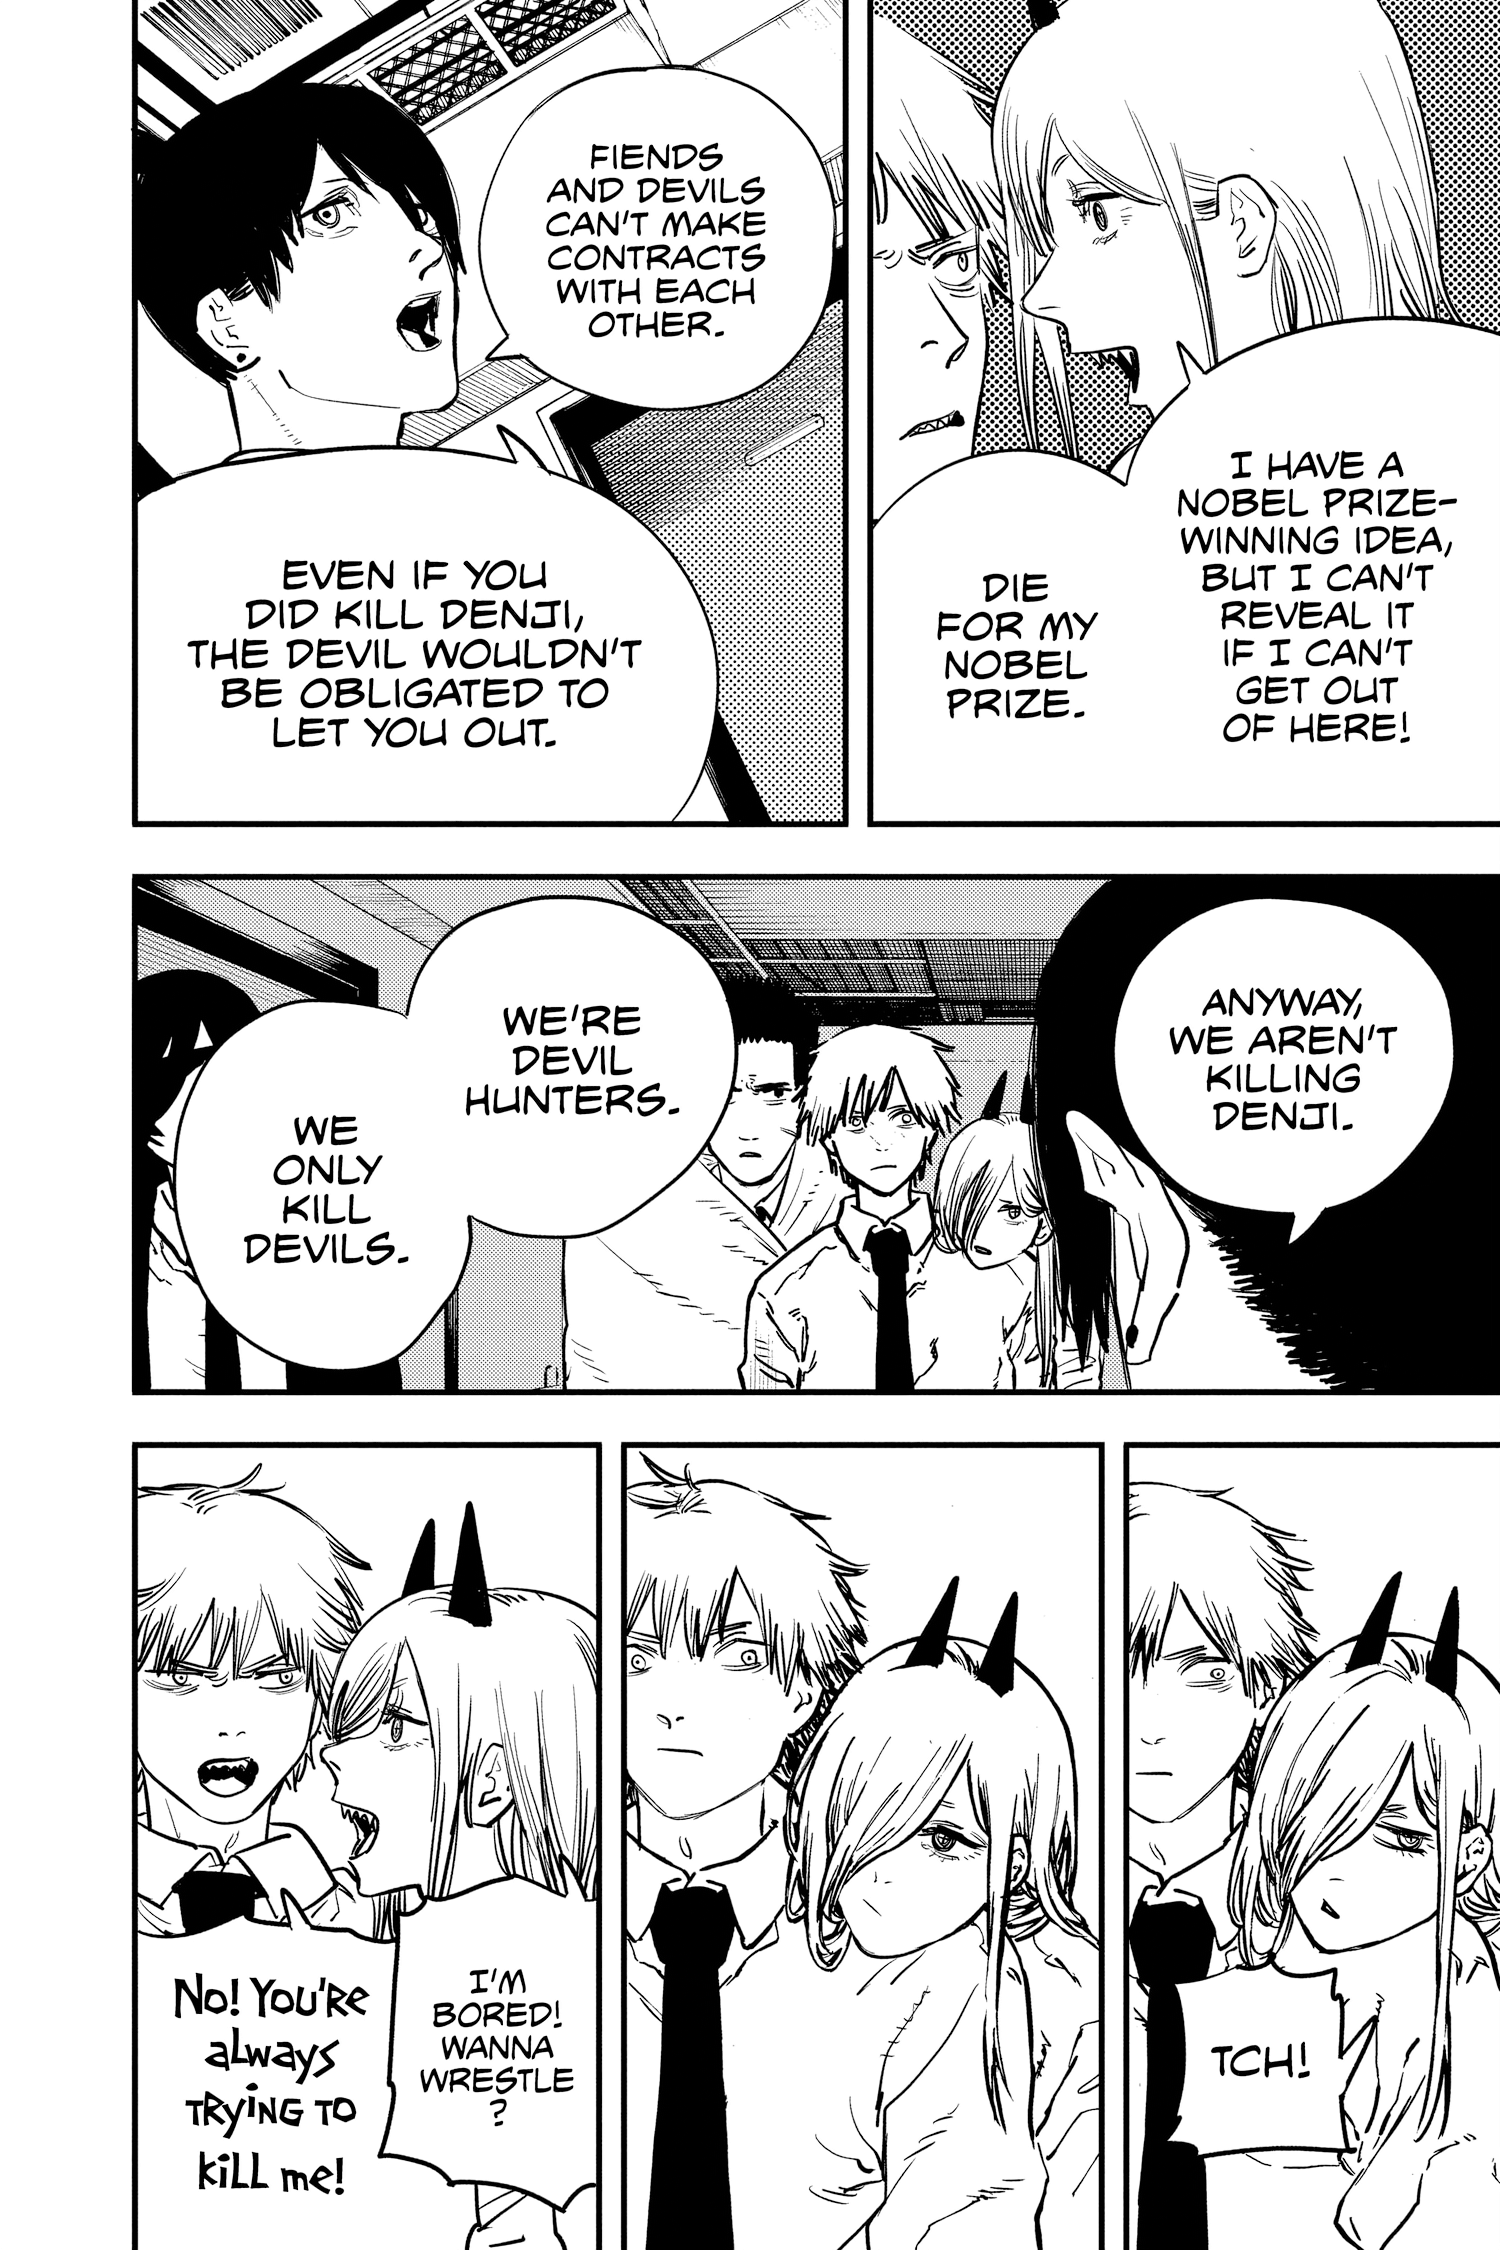 I HAVE A
NOBEL PRIZE-
WINNING IDEA,
BUT I CAN'T
REVEAL IT
IF I CAN'T
GET OUT
OF HERE!
DIE
FOR MY
NOBEL
PRIZE.
FIENDS
AND DEVILS
CAN'T MAKE
CONTRACTS
WITH EACH
OTHER.
EVEN IF YOU
DID KILL DENJI,
THE DEVIL WOULDN'T
BE OBLIGATED TO
LET YOU OUT.
ANYWAY,
WE AREN'T
KILLING
DENJI.
WE'RE
DEVIL
HUNTERS.
WE
ONLY
KILL
DEVILS.
TCH!
I'M
BORED!
WANNA
WRESTLE
?
No! You're
always
trying to
kill me!